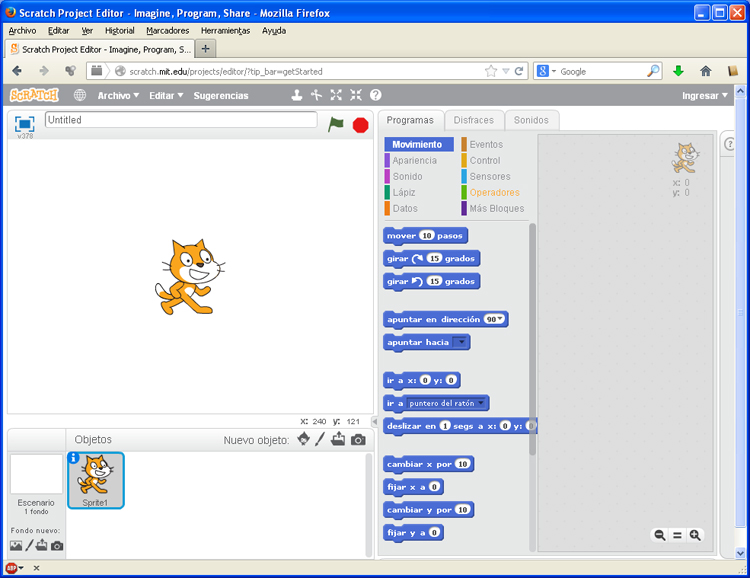 Scratch Project Editor - Imagine, Program, Share - Mozilla Firefox
Archivo Editar Ver Historial Marcadores Herramientas Ayuda
Scratch Project Editor - Imagine, Program, S...
scratch.mit.edu/projects/editor/?tip_bar=getStarted
Google
SCRATCH Archivo Editar Sugerencias Ingresar
Untitled
v378
Programas Disfraces Sonidos
Movimiento Eventos
Apariencia Control
Sonido Sensores
Lápiz Operadores
Datos Más Bloques
x: 0
y: 0
mover 10 pasos
girar 15 grados
girar 15 grados
apuntar en dirección 90
apuntar hacia
ir a x: 0 y: 0
ir a puntero del ratón
deslizar en 1 segs a x: 0 y: 0
cambiar x por 10
fijar x a 0
cambiar y por 10
fijar y a 0
x: 240 y: 121
Objetos Nuevo objeto:
Escenario
1 fondo
Sprite1
Fondo nuevo:
ABP